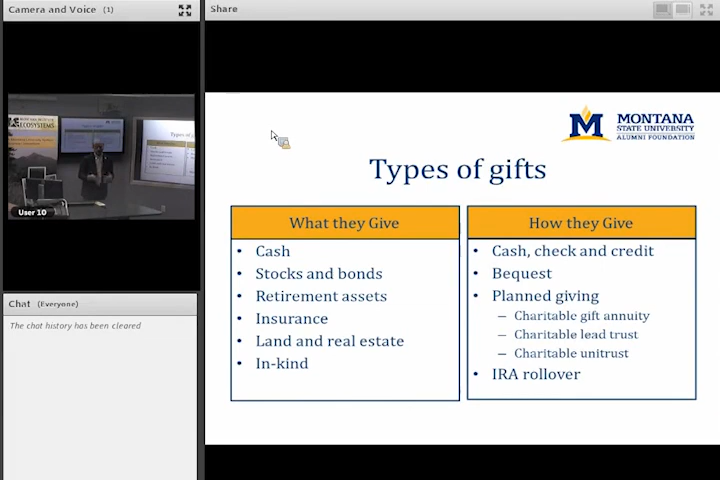 Camera and Voice (1)
ECOSYSTEMS
User 10
Chat (Everyone)
The chat history has been cleared
Share
M MONTANA
STATE UNIVERSITY
ALUMNI FOUNDATION
Types of gifts
What they Give
• Cash
• Stocks and bonds
• Retirement assets
• Insurance
• Land and real estate
• In-kind
How they Give
• Cash, check and credit
• Bequest
• Planned giving
– Charitable gift annuity
– Charitable lead trust
– Charitable unitrust
• IRA rollover